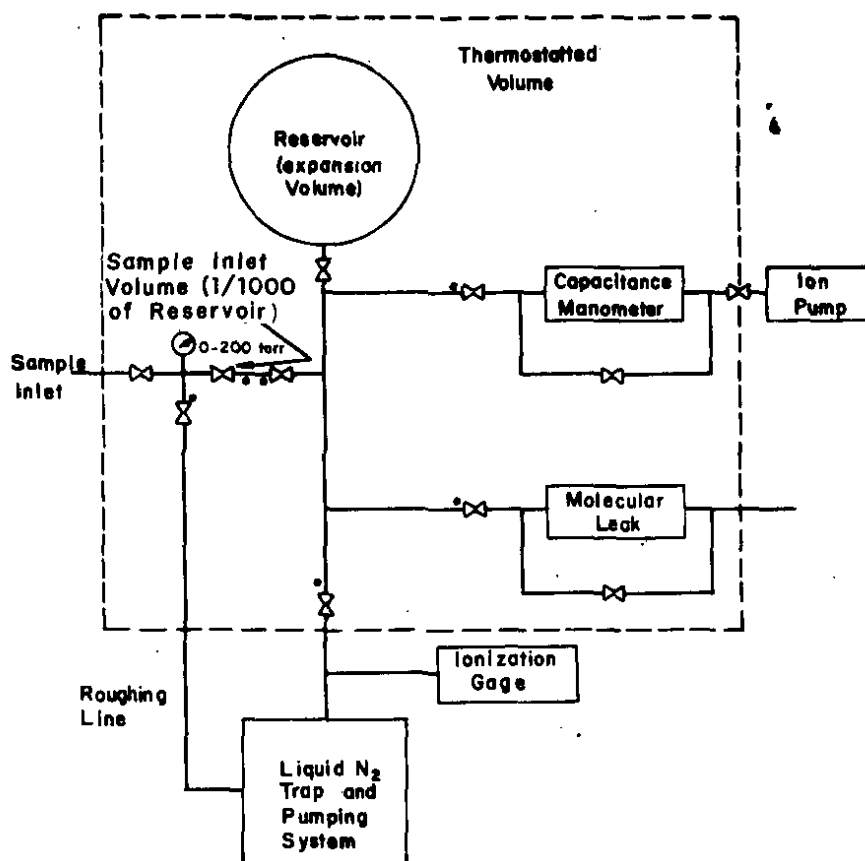 Thermostatted
Volume
Reservoir
(expansion
Volume)
Sample Inlet
Volume (1/1000
of Reservoir)
0-200 torr
Sample
Inlet
Capacitance
Manometer
Ion
Pump
Molecular
Leak
Ionization
Gage
Roughing
Line
Liquid N2
Trap and
Pumping
System